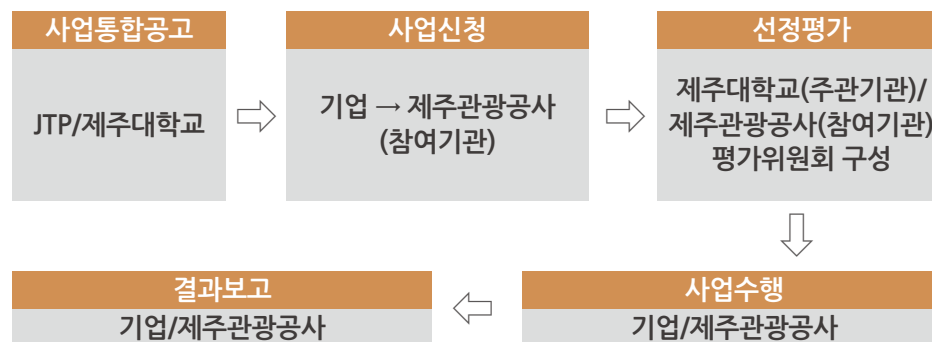 사업통합공고
JTP/제주대학교
사업신청
기업 → 제주관광공사
(참여기관)
선정평가
제주대학교(주관기관)/
제주관광공사(참여기관)
평가위원회 구성
사업수행
기업/제주관광공사
결과보고
기업/제주관광공사